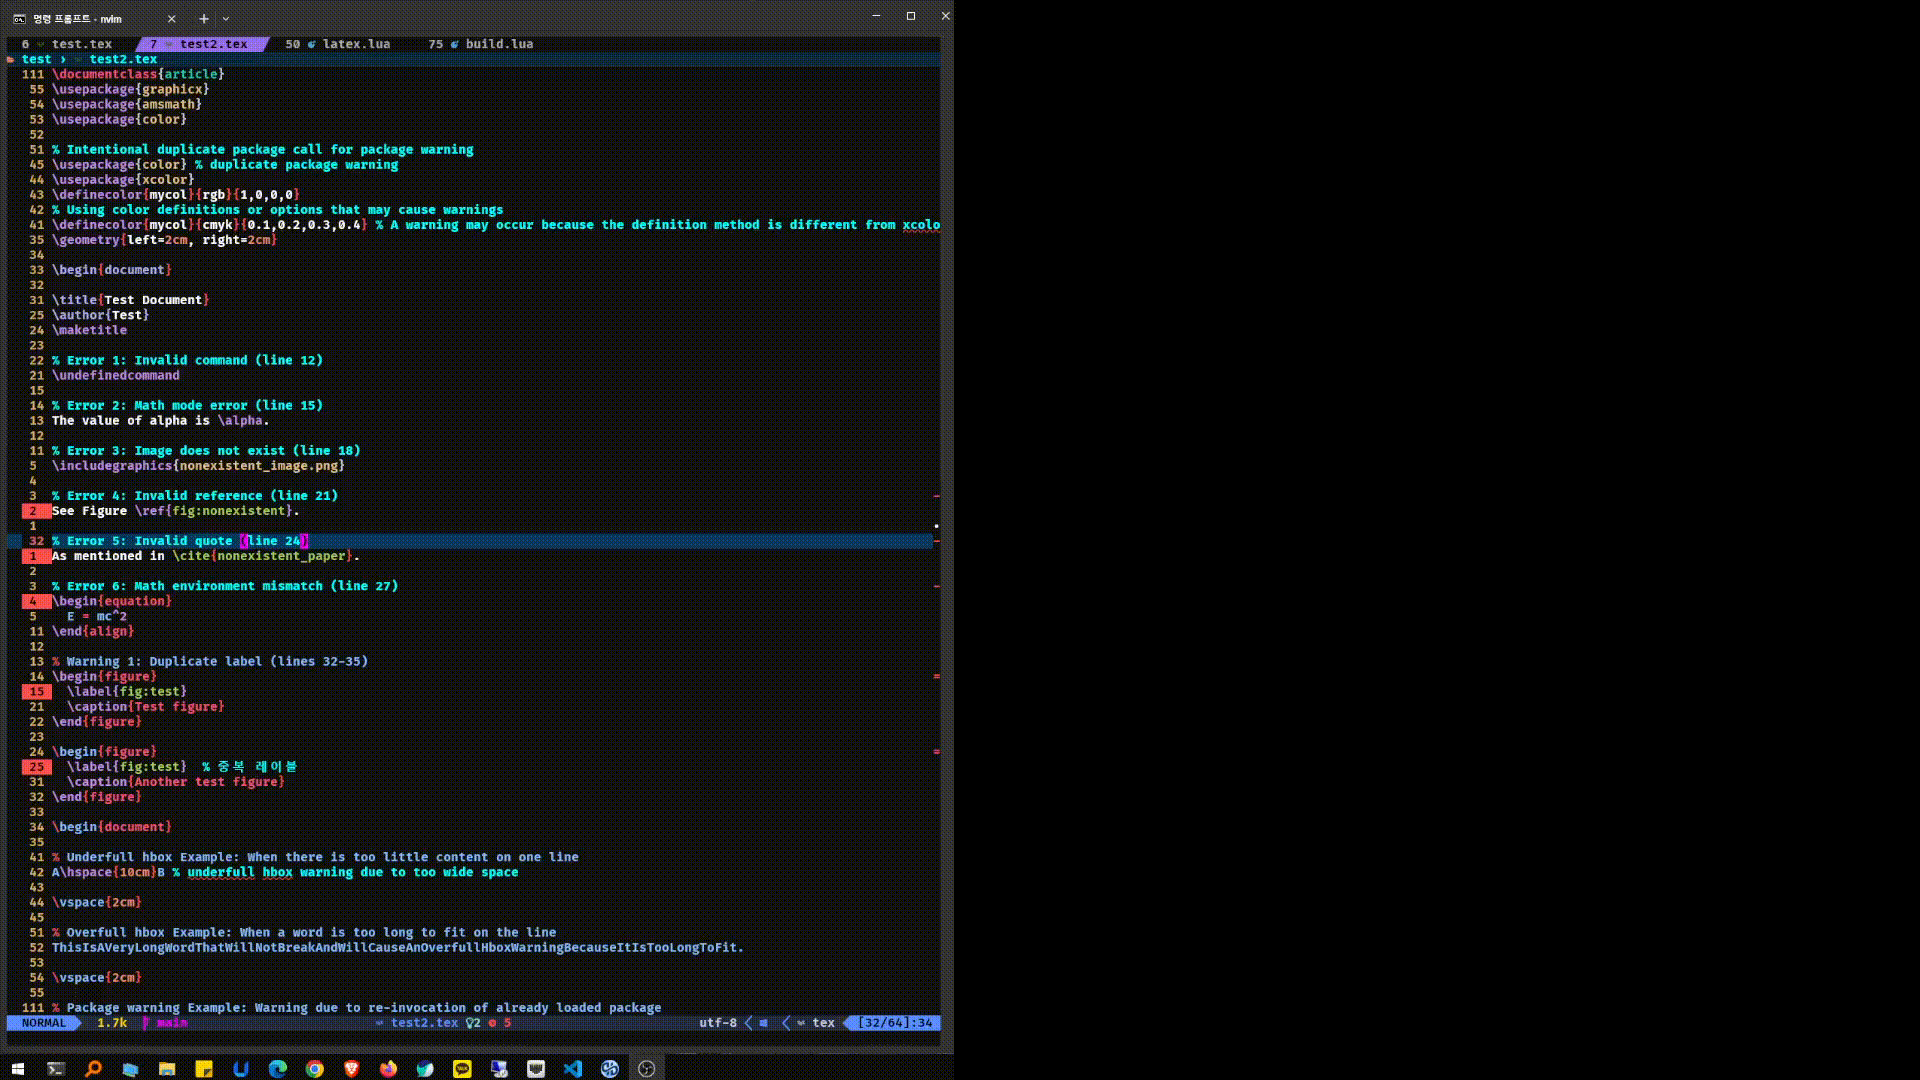 명령 프롬프트 - nvim
6 test.tex 7 test2.tex 50 latex.lua 75 build.lua
test › test2.tex
111 \documentclass{article}
55 \usepackage{graphicx}
54 \usepackage{amsmath}
53 \usepackage{color}
52
51 % Intentional duplicate package call for package warning
45 \usepackage{color} % duplicate package warning
44 \usepackage{xcolor}
43 \definecolor{mycol}{rgb}{1,0,0,0}
42 % Using color definitions or options that may cause warnings
41 \definecolor{mycol}{cmyk}{0.1,0.2,0.3,0.4} % A warning may occur because the definition method is different from xcolo
35 \geometry{left=2cm, right=2cm}
34
33 \begin{document}
32
31 \title{Test Document}
25 \author{Test}
24 \maketitle
23
22 % Error 1: Invalid command (line 12)
21 \undefinedcommand
15
14 % Error 2: Math mode error (line 15)
13 The value of alpha is \alpha.
12
11 % Error 3: Image does not exist (line 18)
5 \includegraphics{nonexistent_image.png}
4
3 % Error 4: Invalid reference (line 21)
2 See Figure \ref{fig:nonexistent}.
1
32 % Error 5: Invalid quote (line 24)
1 As mentioned in \cite{nonexistent_paper}.
2
3 % Error 6: Math environment mismatch (line 27)
4 \begin{equation}
5 E = mc^2
11 \end{align}
12
13 % Warning 1: Duplicate label (lines 32-35)
14 \begin{figure}
15 \label{fig:test}
21 \caption{Test figure}
22 \end{figure}
23
24 \begin{figure}
25 \label{fig:test} % 중복 레이블
31 \caption{Another test figure}
32 \end{figure}
33
34 \begin{document}
35
41 % Underfull hbox Example: When there is too little content on one line
42 A\hspace{10cm}B % underfull hbox warning due to too wide space
43
44 \vspace{2cm}
45
51 % Overfull hbox Example: When a word is too long to fit on the line
52 ThisIsAVeryLongWordThatWillNotBreakAndWillCauseAnOverfullHboxWarningBecauseItIsTooLongToFit.
53
54 \vspace{2cm}
55
111 % Package warning Example: Warning due to re-invocation of already loaded package
NORMAL 1.7k main test2.tex 2 5 utf-8 tex [32/64]:34